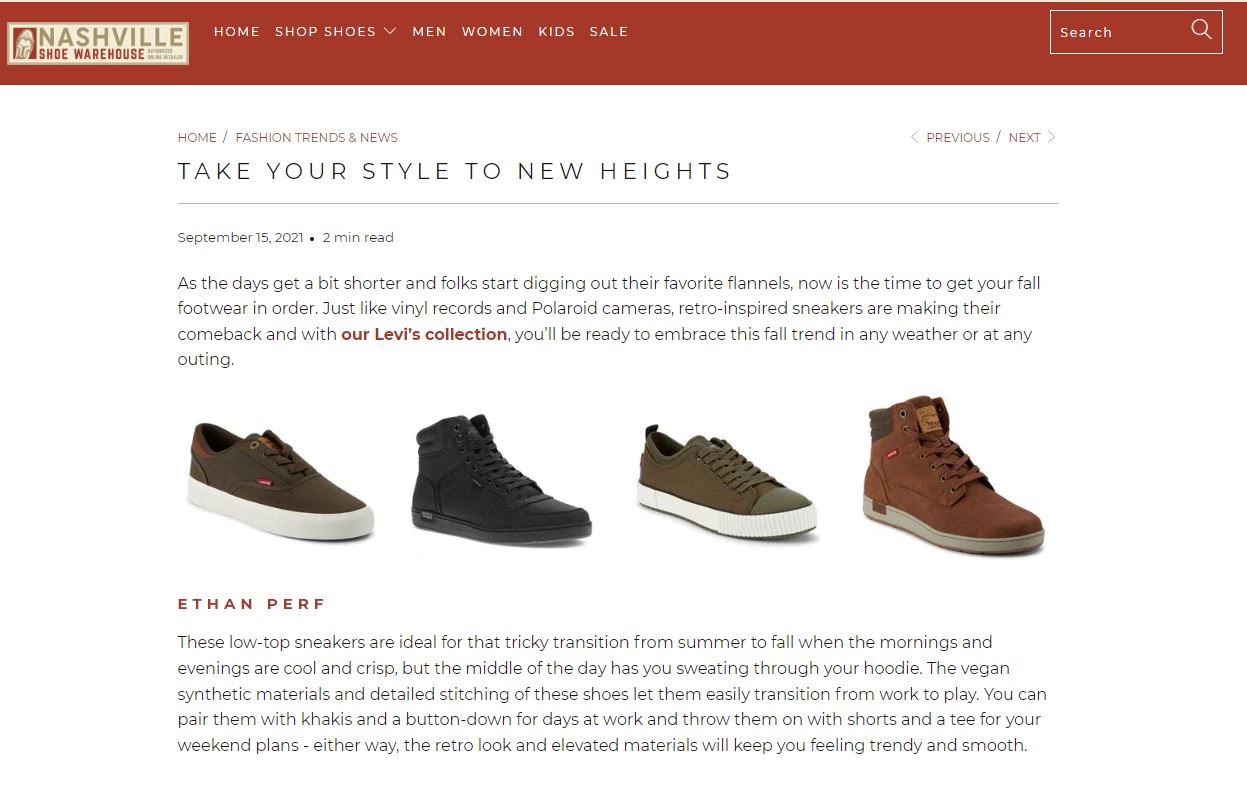 NASHVILLE
SHOE WAREHOUSE AUTHORIZED
ONLINE RETAILER
HOME SHOP SHOES MEN WOMEN KIDS SALE
Search
HOME / FASHION TRENDS & NEWS
PREVIOUS / NEXT
TAKE YOUR STYLE TO NEW HEIGHTS
September 15, 2021 • 2 min read
As the days get a bit shorter and folks start digging out their favorite flannels, now is the time to get your fall
footwear in order. Just like vinyl records and Polaroid cameras, retro-inspired sneakers are making their
comeback and with our Levi’s collection, you’ll be ready to embrace this fall trend in any weather or at any
outing.
ETHAN PERF
These low-top sneakers are ideal for that tricky transition from summer to fall when the mornings and
evenings are cool and crisp, but the middle of the day has you sweating through your hoodie. The vegan
synthetic materials and detailed stitching of these shoes let them easily transition from work to play. You can
pair them with khakis and a button-down for days at work and throw them on with shorts and a tee for your
weekend plans - either way, the retro look and elevated materials will keep you feeling trendy and smooth.